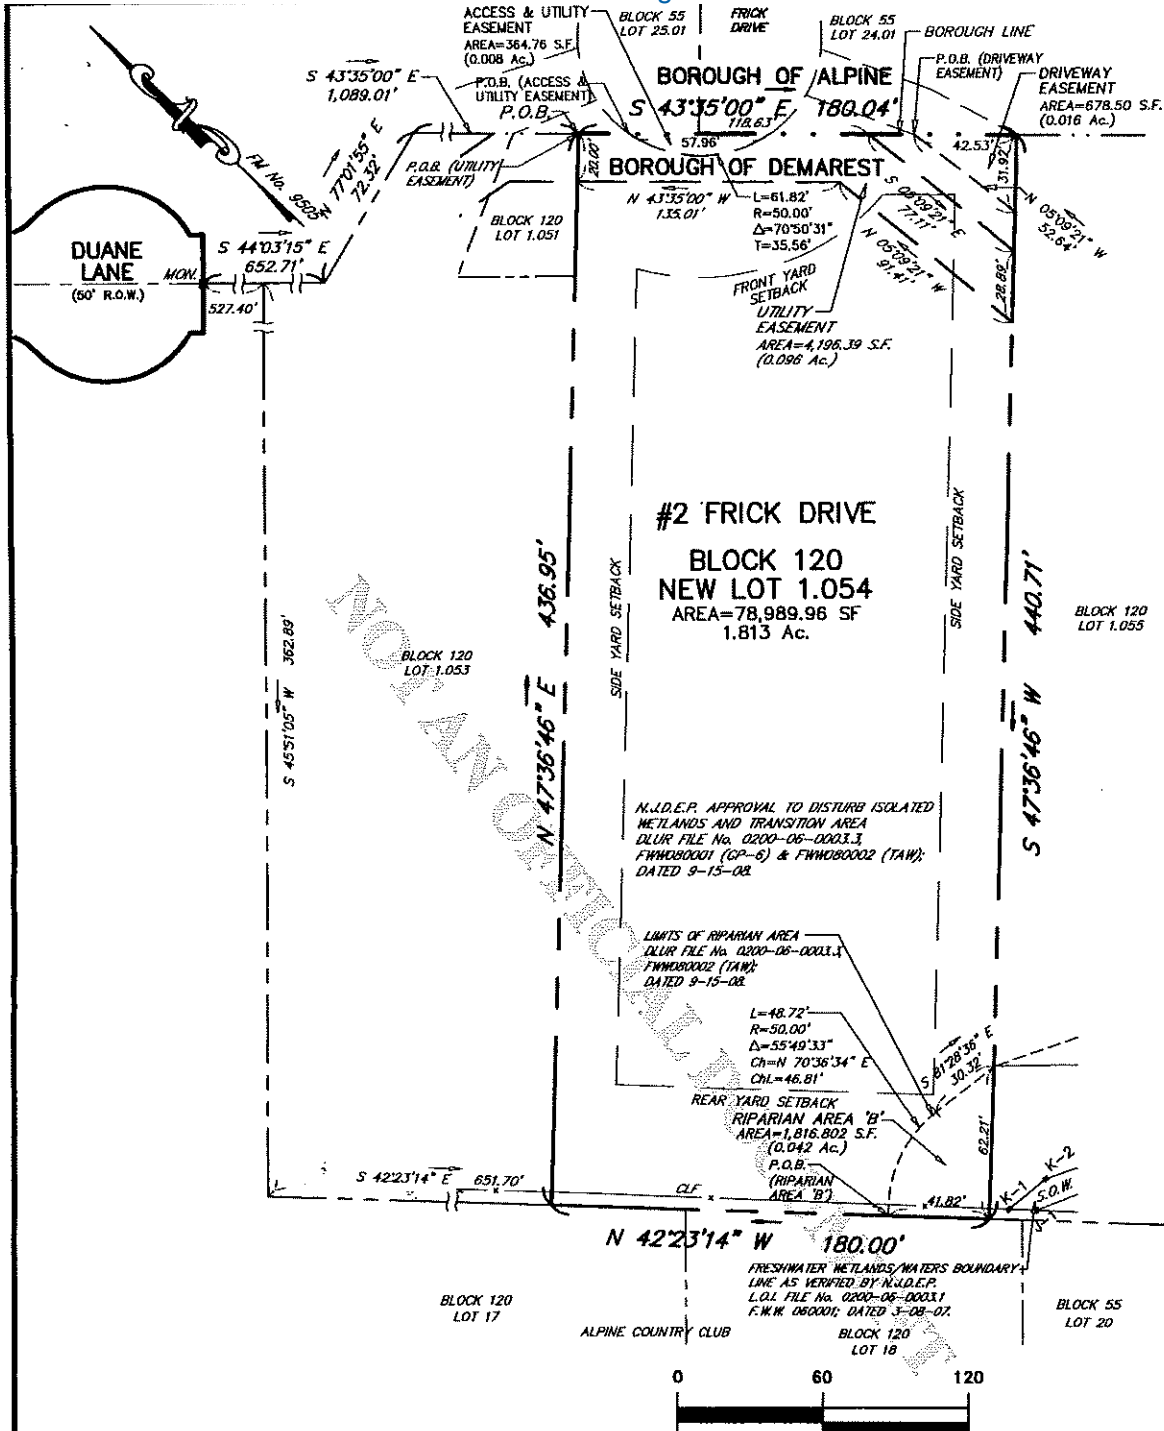 ACCESS & UTILITY
EASEMENT
AREA=364.76 S.F.
(0.008 Ac.)
BLOCK 55
LOT 25.01
FRICK
DRIVE
BLOCK 55
LOT 24.01
BOROUGH LINE
P.O.B. (DRIVEWAY
EASEMENT)
DRIVEWAY
EASEMENT
AREA=678.50 S.F.
(0.016 Ac.)
S 43°35'00" E
1,089.01'
P.O.B. (ACCESS &
UTILITY EASEMENT)
P.O.B.
BOROUGH OF ALPINE
S 43°35'00" E 180.04'
118.63'
57.96'
42.53'
31.92'
20.00'
P.O.B. (UTILITY
EASEMENT)
BOROUGH OF DEMAREST
FM No. 9505
N 77°01'55" E
72.32'
N 43°35'00" W
135.01'
L=61.82'
R=50.00'
Δ=70°50'31"
T=35.56'
S 05°09'21" E
77.11'
N 05°09'21" W
91.41'
N 05°09'21" W
52.64'
28.89'
BLOCK 120
LOT 1.051
DUANE
LANE
(50' R.O.W.)
MON.
S 44°03'15" E
652.71'
527.40'
FRONT YARD
SETBACK
UTILITY
EASEMENT
AREA=4,196.39 S.F.
(0.096 Ac.)
#2 FRICK DRIVE
BLOCK 120
NEW LOT 1.054
AREA=78,989.96 SF
1.813 Ac.
SIDE YARD SETBACK
SIDE YARD SETBACK
S 45°51'05" W 362.89'
BLOCK 120
LOT 1.053
N 47°36'46" E 436.95'
S 47°36'46" W 440.71'
BLOCK 120
LOT 1.055
NOT AN OFFICIAL DOCUMENT
N.J.D.E.P. APPROVAL TO DISTURB ISOLATED
WETLANDS AND TRANSITION AREA
DLUR FILE No. 0200-06-0003.3,
FWW080001 (GP-6) & FWW080002 (TAW);
DATED 9-15-08.
LIMITS OF RIPARIAN AREA
DLUR FILE No. 0200-06-0003.3
FWW080002 (TAW);
DATED 9-15-08.
L=48.72'
R=50.00'
Δ=55°49'33"
Ch=N 70°36'34" E
ChL=46.81'
S 81°28'36" E
30.32'
REAR YARD SETBACK
RIPARIAN AREA 'B'
AREA=1,816.802 S.F.
(0.042 Ac.)
P.O.B.
(RIPARIAN
AREA 'B')
62.21'
S 42°23'14" E 651.70'
CLF
41.82'
K-1
K-2
S.O.W.
N 42°23'14" W 180.00'
FRESHWATER WETLANDS/WATERS BOUNDARY
LINE AS VERIFIED BY N.J.D.E.P.
L.O.I. FILE No. 0200-06-0003.1
F.W.W. 060001; DATED 3-08-07.
BLOCK 120
LOT 17
ALPINE COUNTRY CLUB
BLOCK 120
LOT 18
BLOCK 55
LOT 20
0 60 120